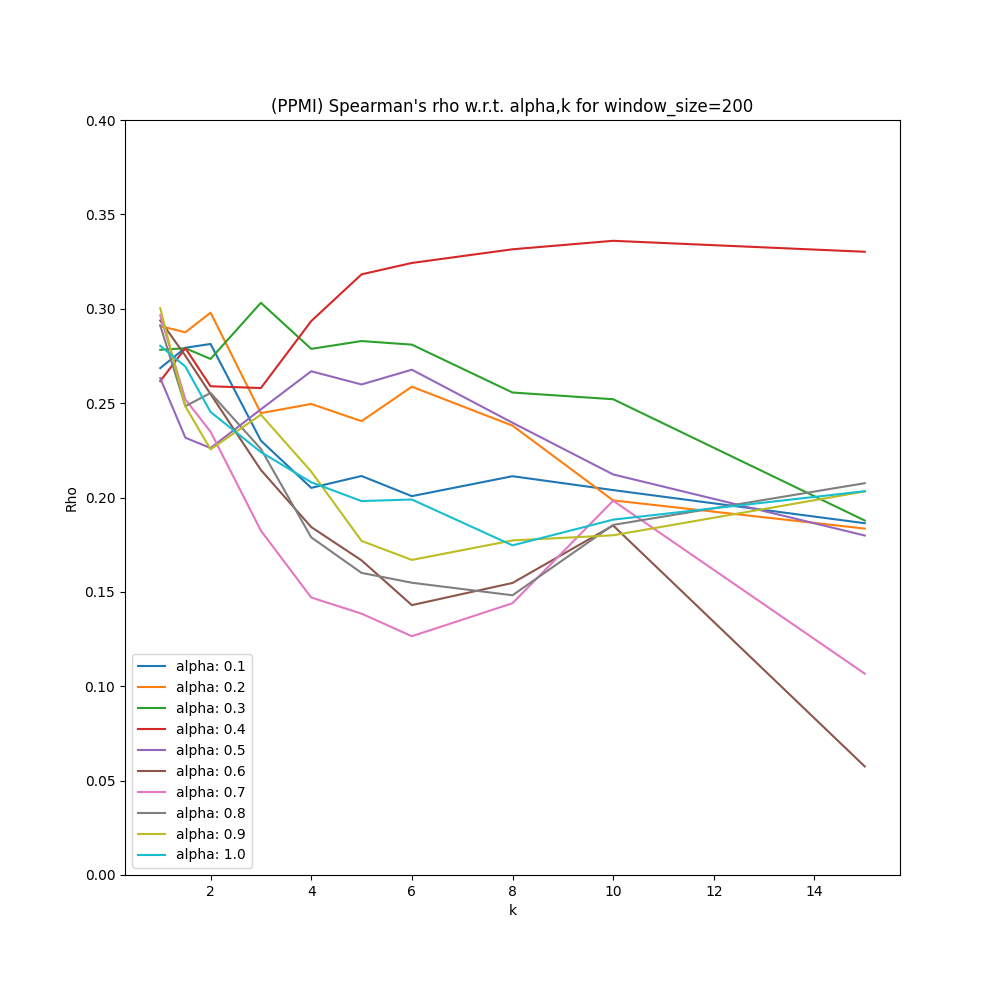 (PPMI) Spearman's rho w.r.t. alpha,k for window_size=200
0.40
0.35
0.30
0.25
0.20
0.15
0.10
0.05
0.00
Rho
alpha: 0.1
alpha: 0.2
alpha: 0.3
alpha: 0.4
alpha: 0.5
alpha: 0.6
alpha: 0.7
alpha: 0.8
alpha: 0.9
alpha: 1.0
2 4 6 8 10 12 14
k